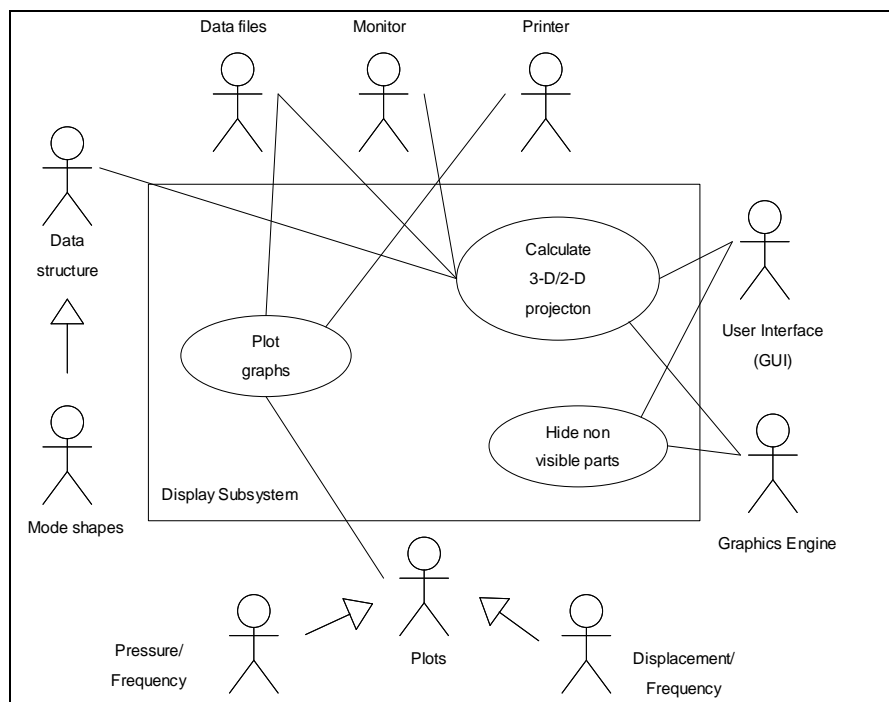 Data files
Monitor
Printer
Data
structure
Calculate
3-D/2-D
projecton
User Interface
(GUI)
Plot
graphs
Hide non
visible parts
Display Subsystem
Mode shapes
Graphics Engine
Pressure/
Frequency
Plots
Displacement/
Frequency